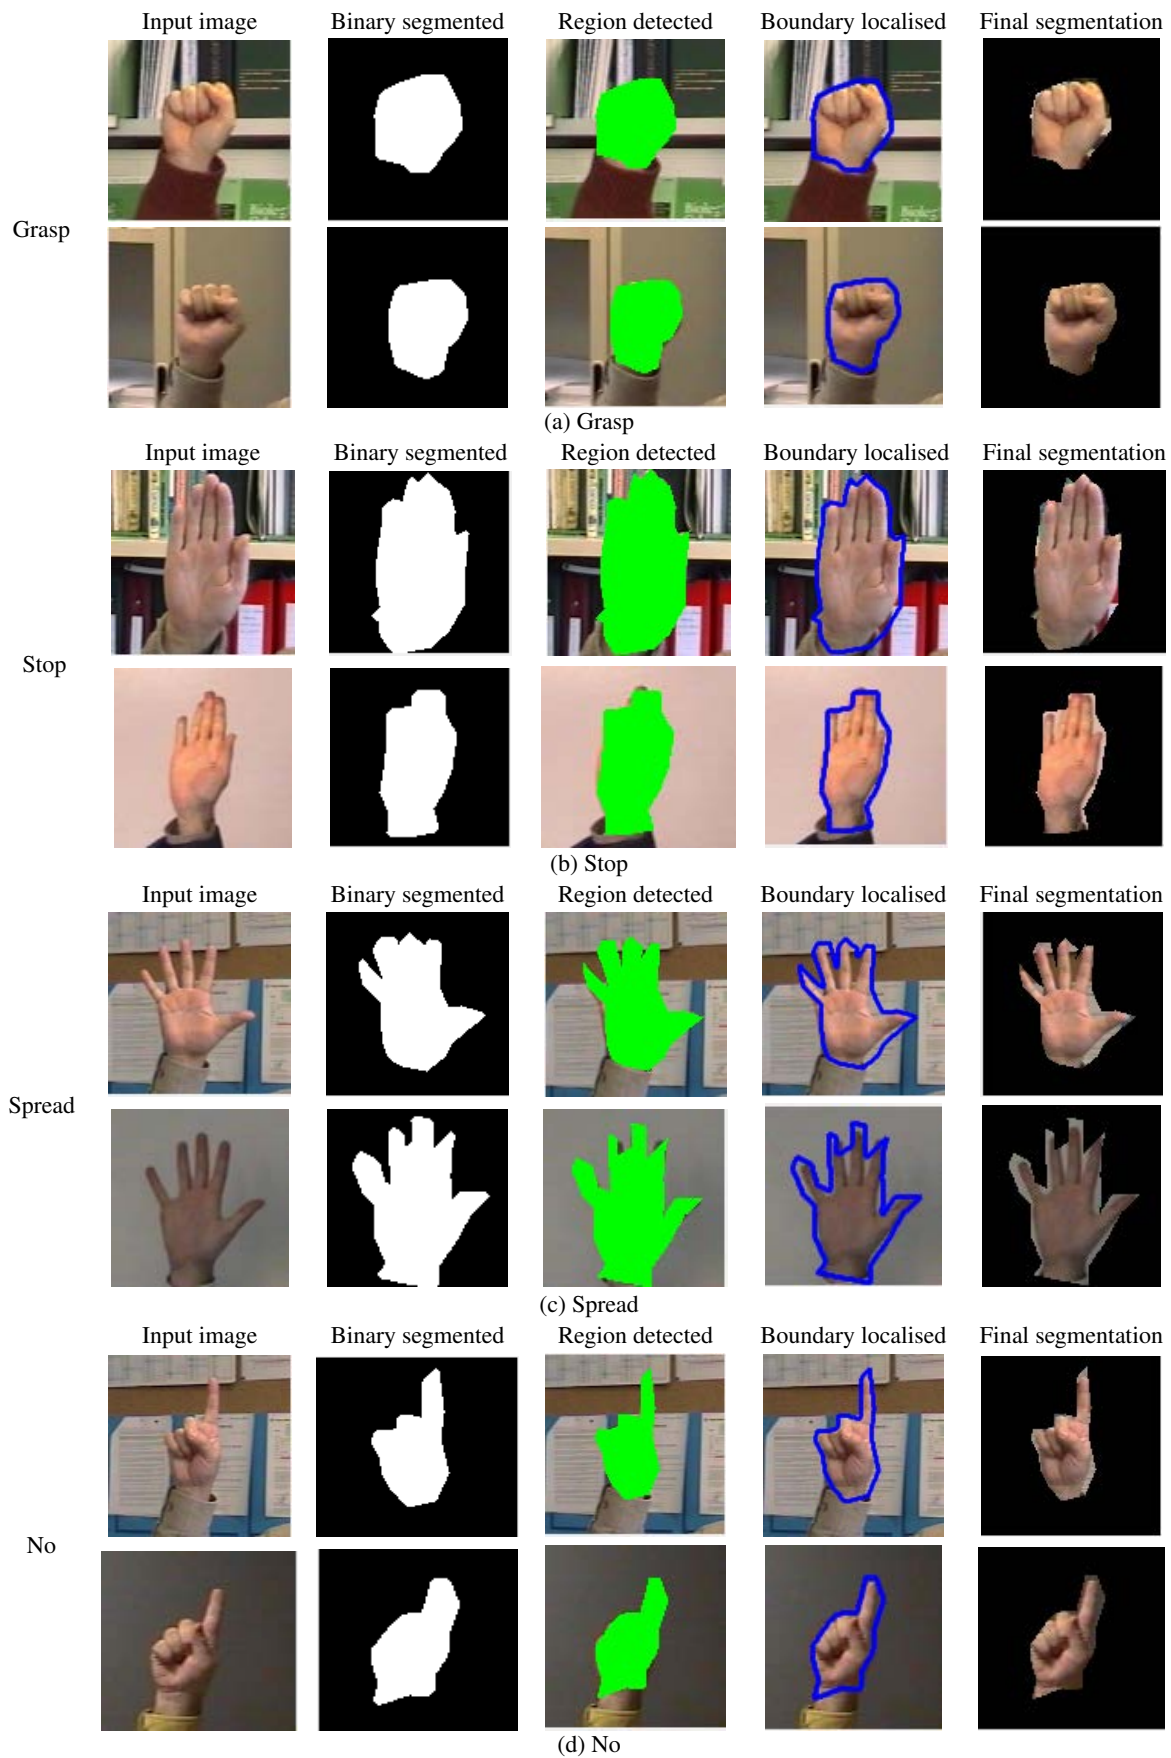 Input image Binary segmented Region detected Boundary localised Final segmentation
Grasp
(a) Grasp
Input image Binary segmented Region detected Boundary localised Final segmentation
Stop
(b) Stop
Input image Binary segmented Region detected Boundary localised Final segmentation
Spread
(c) Spread
Input image Binary segmented Region detected Boundary localised Final segmentation
No
(d) No